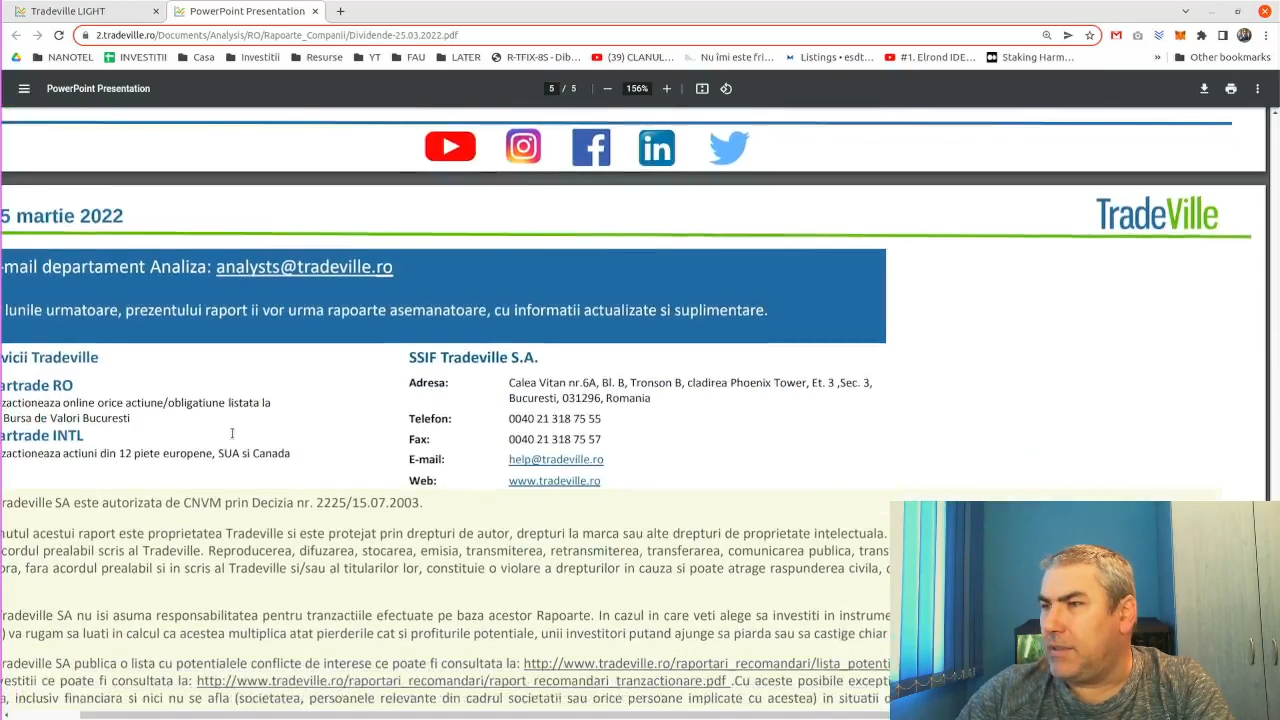 Tradeville LIGHT
PowerPoint Presentation
2.tradeville.ro/Documents/Analysis/RO/Rapoarte_Companii/Dividende-25.03.2022.pdf
NANOTEL
INVESTITII
Casa
Investitii
Resurse
YT
FAU
LATER
R-TFIX-8S - Dib...
(39) CLANUL...
Nu îmi este fri...
Listings • esdt...
#1. Elrond IDE...
Staking Harm...
»
Other bookmarks
PowerPoint Presentation
5 / 5
156%
5 martie 2022
TradeVille
-mail departament Analiza: analysts@tradeville.ro
lunile urmatoare, prezentului raport ii vor urma rapoarte asemanatoare, cu informatii actualizate si suplimentare.
vicii Tradeville
artrade RO
zactioneaza online orice actiune/obligatiune listata la
Bursa de Valori Bucuresti
artrade INTL
zactioneaza actiuni din 12 piete europene, SUA si Canada
SSIF Tradeville S.A.
Adresa: Calea Vitan nr.6A, Bl. B, Tronson B, cladirea Phoenix Tower, Et. 3 ,Sec. 3,
Bucuresti, 031296, Romania
Telefon: 0040 21 318 75 55
Fax: 0040 21 318 75 57
E-mail: help@tradeville.ro
Web: www.tradeville.ro
radeville SA este autorizata de CNVM prin Decizia nr. 2225/15.07.2003.
nutul acestui raport este proprietatea Tradeville si este protejat prin drepturi de autor, drepturi la marca sau alte drepturi de proprietate intelectuala.
cordul prealabil scris al Tradeville. Reproducerea, difuzarea, stocarea, emisia, transmiterea, retransmiterea, transferarea, comunicarea publica, trans
ora, fara acordul prealabil si in scris al Tradeville si/sau al titularilor lor, constituie o violare a drepturilor in cauza si poate atrage raspunderea civila,
radeville SA nu isi asuma responsabilitatea pentru tranzactiile efectuate pe baza acestor Rapoarte. In cazul in care veti alege sa investiti in instrume
) va rugam sa luati in calcul ca acestea multiplica atat pierderile cat si profiturile potentiale, unii investitori putand ajunge sa piarda sau sa castige chiar
radeville SA publica o lista cu potentialele conflicte de interese ce poate fi consultata la: http://www.tradeville.ro/raportari_recomandari/lista_potenti
vestitii ce poate fi consultata la: http://www.tradeville.ro/raportari_recomandari/raport_recomandari_tranzactionare.pdf .Cu aceste posibile except
a, inclusiv financiara si nici nu se afla (societatea, persoanele relevante din cadrul societatii sau orice persoane implicate cu acestea) in situatii d